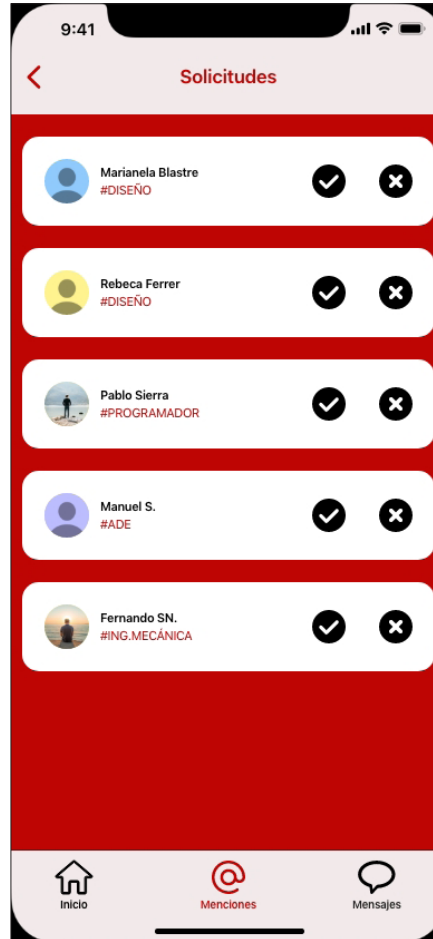 9:41
Solicitudes
Marianela Blastre
#DISEÑO
Rebeca Ferrer
#DISEÑO
Pablo Sierra
#PROGRAMADOR
Manuel S.
#ADE
Fernando SN.
#ING.MECÁNICA
Inicio
Menciones
Mensajes